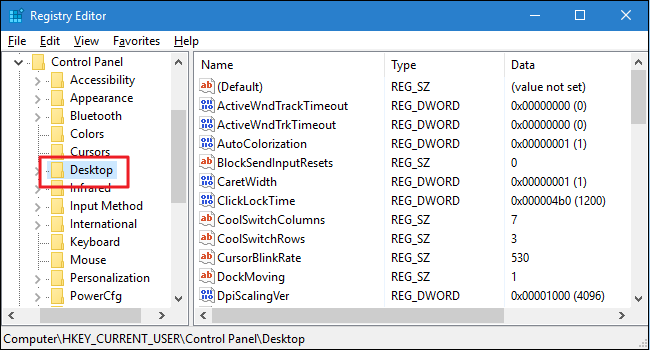 Registry Editor
File Edit View Favorites Help
Control Panel
Accessibility
Appearance
Bluetooth
Colors
Cursors
Desktop
Infrared
Input Method
International
Keyboard
Mouse
Personalization
PowerCfg
Name Type Data
(Default) REG_SZ (value not set)
ActiveWndTrackTimeout REG_DWORD 0x00000000 (0)
ActiveWndTrkTimeout REG_DWORD 0x00000000 (0)
AutoColorization REG_DWORD 0x00000001 (1)
BlockSendInputResets REG_SZ 0
CaretWidth REG_DWORD 0x00000001 (1)
ClickLockTime REG_DWORD 0x000004b0 (1200)
CoolSwitchColumns REG_SZ 7
CoolSwitchRows REG_SZ 3
CursorBlinkRate REG_SZ 530
DockMoving REG_SZ 1
DpiScalingVer REG_DWORD 0x00001000 (4096)
Computer\HKEY_CURRENT_USER\Control Panel\Desktop